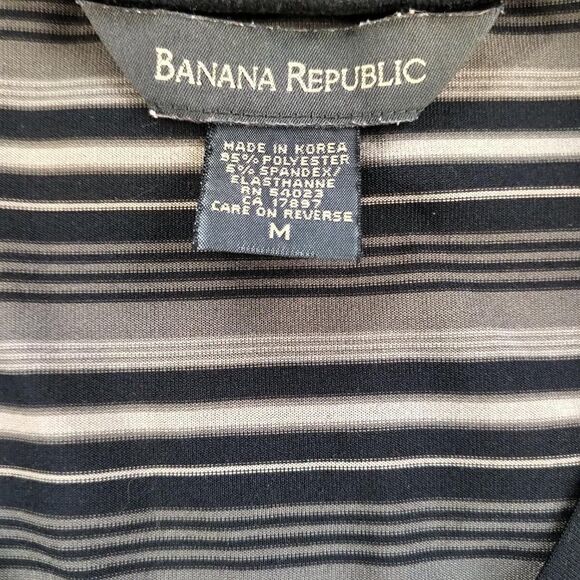 BANANA REPUBLIC
MADE IN KOREA
95% POLYESTER
5% SPANDEX/
ELASTHANNE
RN 54023
CA 17897
CARE ON REVERSE
M